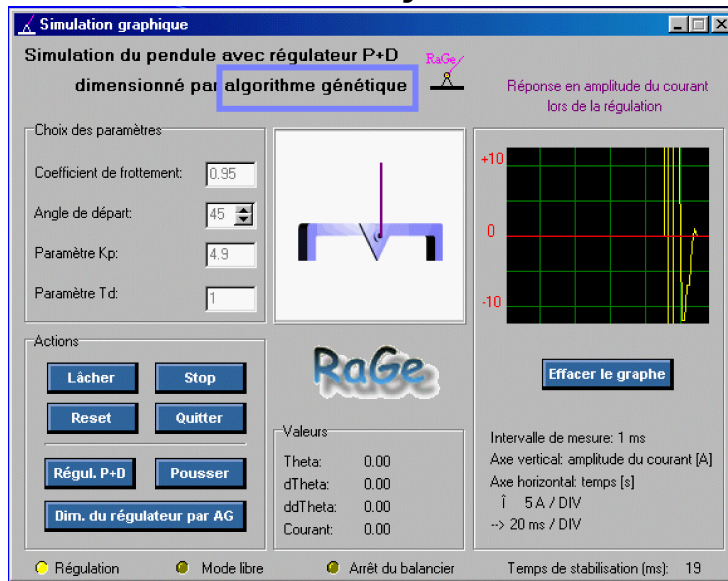 Simulation graphique
Simulation du pendule avec régulateur P+D
dimensionné par algorithme génétique
RaGe
Réponse en amplitude du courant
lors de la régulation
Choix des paramètres
Coefficient de frottement: 0.95
Angle de départ: 45
Paramètre Kp: 4.9
Paramètre Td: 1
+10
0
-10
Actions
Lâcher Stop
Reset Quitter
Régul. P+D Pousser
Dim. du régulateur par AG
RaGe
Valeurs
Theta: 0.00
dTheta: 0.00
ddTheta: 0.00
Courant: 0.00
Effacer le graphe
Intervalle de mesure: 1 ms
Axe vertical: amplitude du courant [A]
Axe horizontal: temps [s]
Î 5 A / DIV
--> 20 ms / DIV
Régulation Mode libre Arrêt du balancier Temps de stabilisation (ms): 19